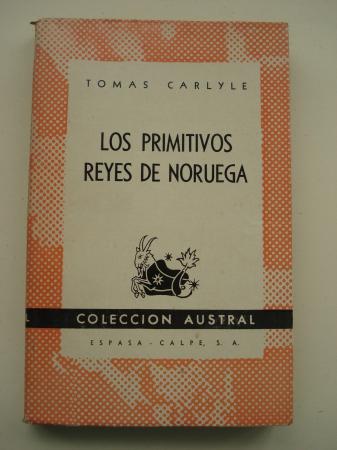 TOMAS CARLYLE
LOS PRIMITIVOS
REYES DE NORUEGA
COLECCION AUSTRAL
ESPASA - CALPE, S. A.